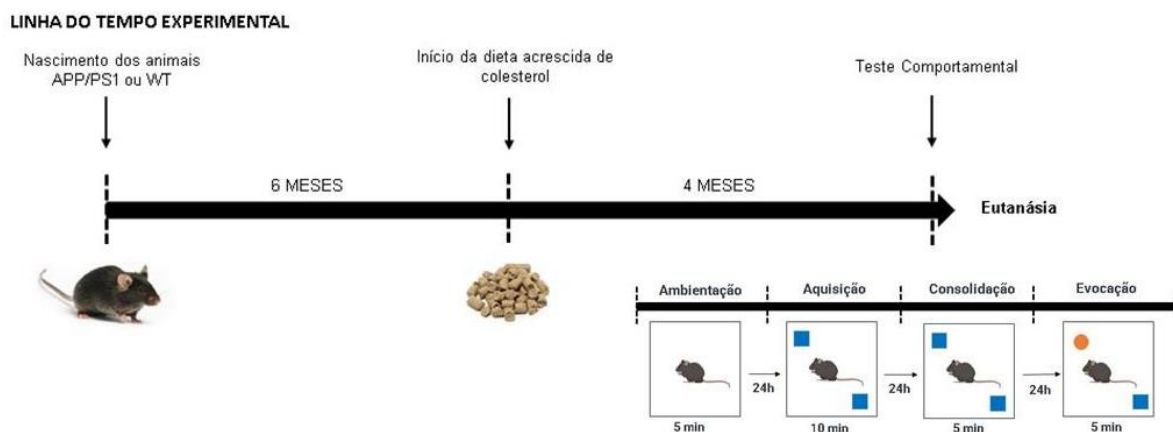 LINHA DO TEMPO EXPERIMENTAL
Nascimento dos animais
APP/PS1 ou WT
Início da dieta acrescida de
colesterol
Teste Comportamental
6 MESES
4 MESES
Eutanásia
Ambientação
Aquisição
Consolidação
Evocação
24h
24h
24h
5 min
10 min
5 min
5 min